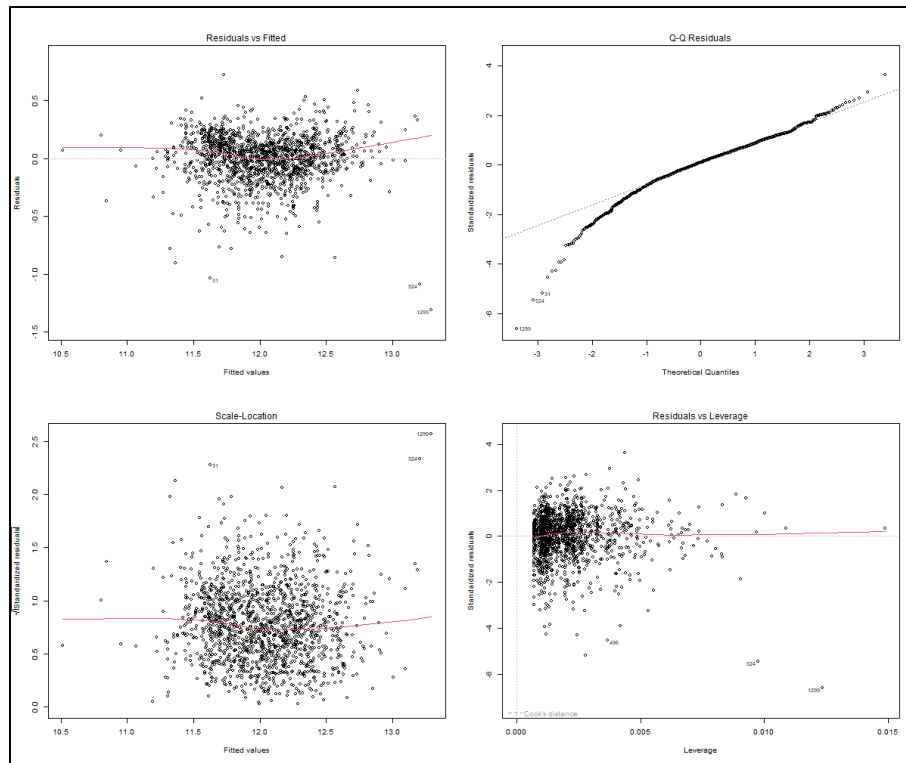 Residuals vs Fitted
Residuals
0.5
0.0
-0.5
-1.0
-1.5
31
524
1299
10.5 11.0 11.5 12.0 12.5 13.0
Fitted values
Q-Q Residuals
Standardized residuals
4
2
0
-2
-4
-6
31
524
1299
-3 -2 -1 0 1 2 3
Theoretical Quantiles
Scale-Location
√|Standardized residuals|
2.5
2.0
1.5
1.0
0.5
0.0
1299
524
31
10.5 11.0 11.5 12.0 12.5 13.0
Fitted values
Residuals vs Leverage
Standardized residuals
4
2
0
-2
-4
-6
496
524
1299
Cook's distance
0.000 0.005 0.010 0.015
Leverage